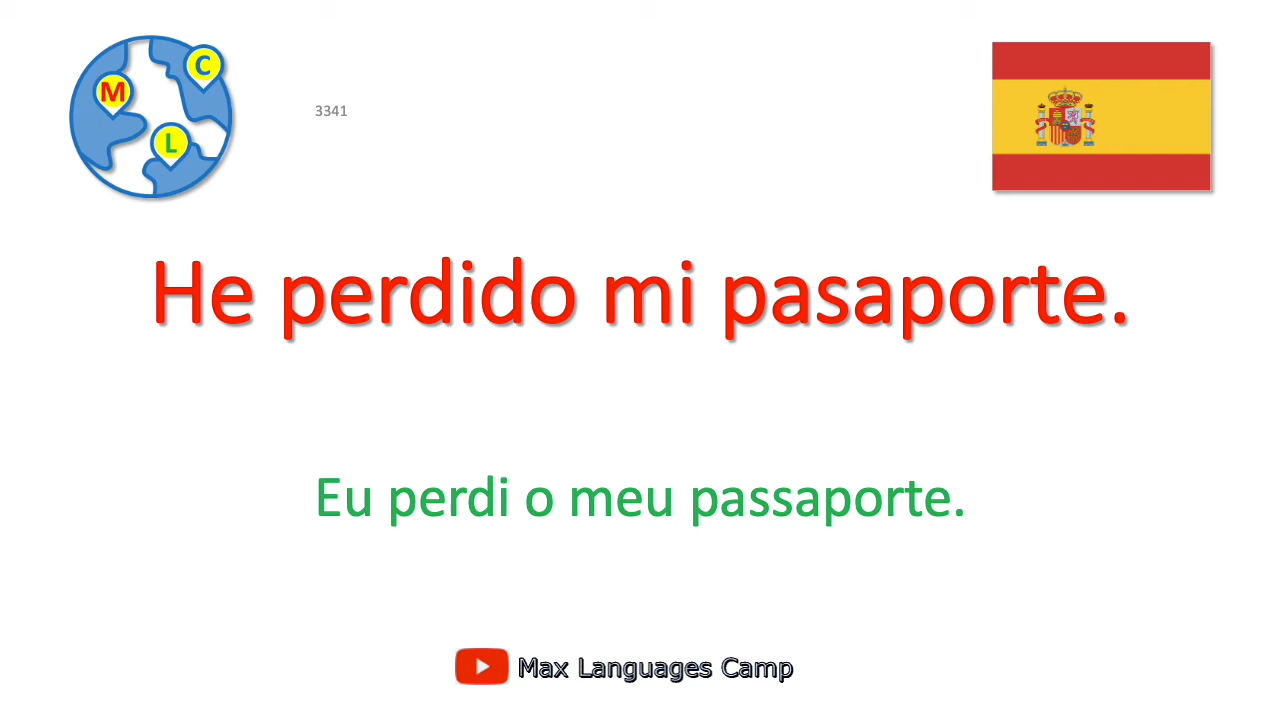 M
C
L
3341
He perdido mi pasaporte.
Eu perdi o meu passaporte.
Max Languages Camp